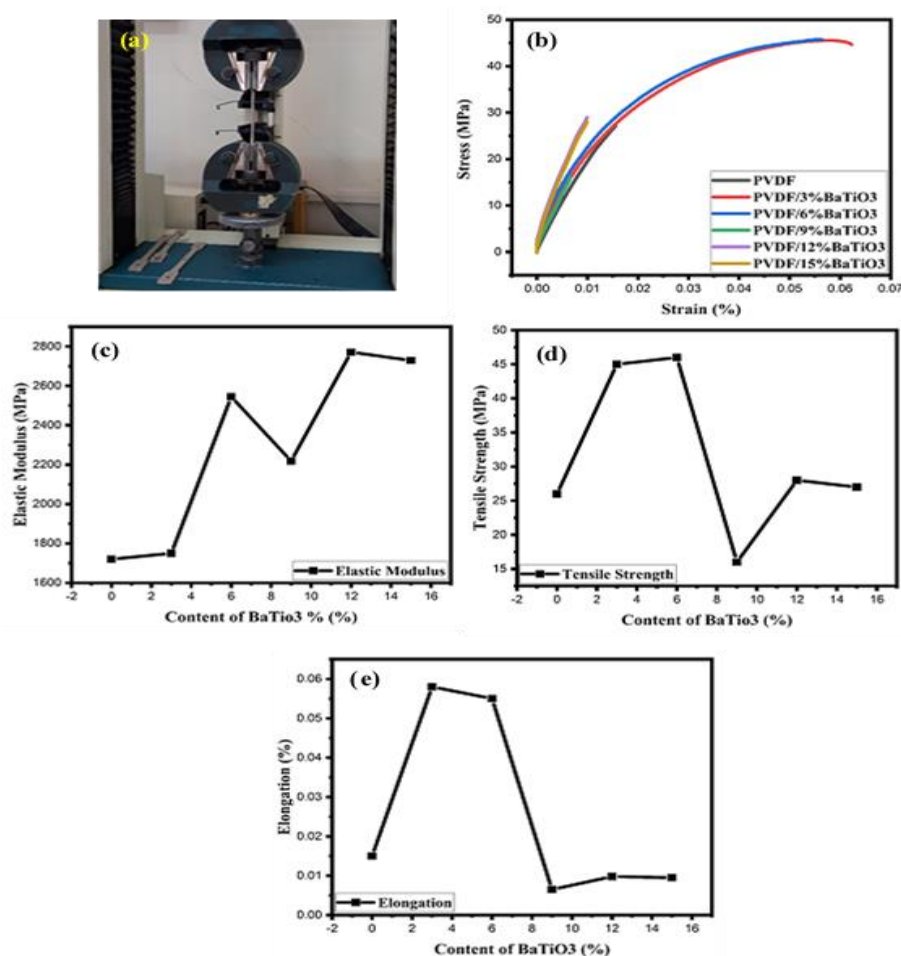 (a)
(b)
Stress (MPa)
50
40
30
20
10
0
PVDF
PVDF/3%BaTiO3
PVDF/6%BaTiO3
PVDF/9%BaTiO3
PVDF/12%BaTiO3
PVDF/15%BaTiO3
0.00 0.01 0.02 0.03 0.04 0.05 0.06 0.07
Strain (%)
(c)
Elastic Modulus (MPa)
2800
2600
2400
2200
2000
1800
1600
Elastic Modulus
-2 0 2 4 6 8 10 12 14 16
Content of BaTio3 % (%)
(d)
Tensile Strength (MPa)
50
45
40
35
30
25
20
15
Tensile Strength
-2 0 2 4 6 8 10 12 14 16
Content of BaTiO3 (%)
(e)
Elongation (%)
0.06
0.05
0.04
0.03
0.02
0.01
0.00
Elongation
-2 0 2 4 6 8 10 12 14 16
Content of BaTiO3 (%)